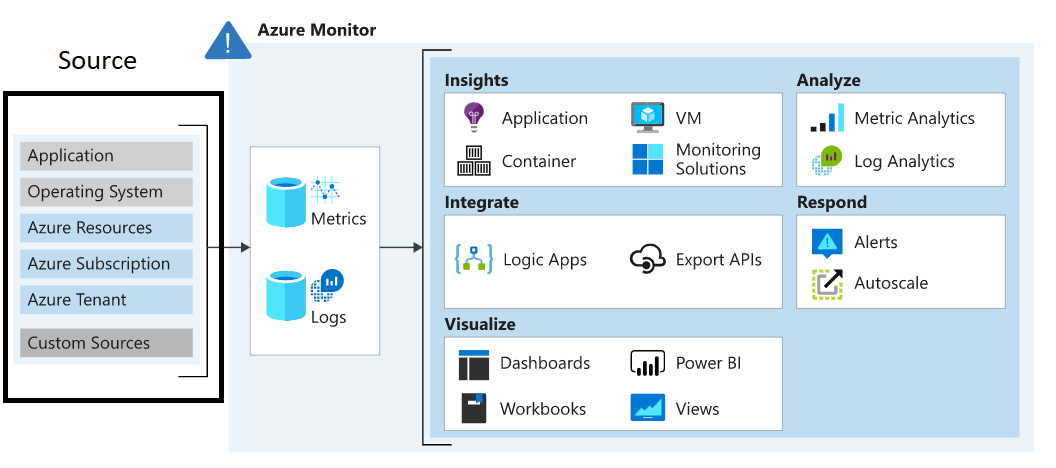 Azure Monitor
Source
Application
Operating System
Azure Resources
Azure Subscription
Azure Tenant
Custom Sources
Metrics
Logs
Insights
Application
VM
Container
Monitoring
Solutions
Analyze
Metric Analytics
Log Analytics
Integrate
Logic Apps
Export APIs
Respond
Alerts
Autoscale
Visualize
Dashboards
Power BI
Workbooks
Views